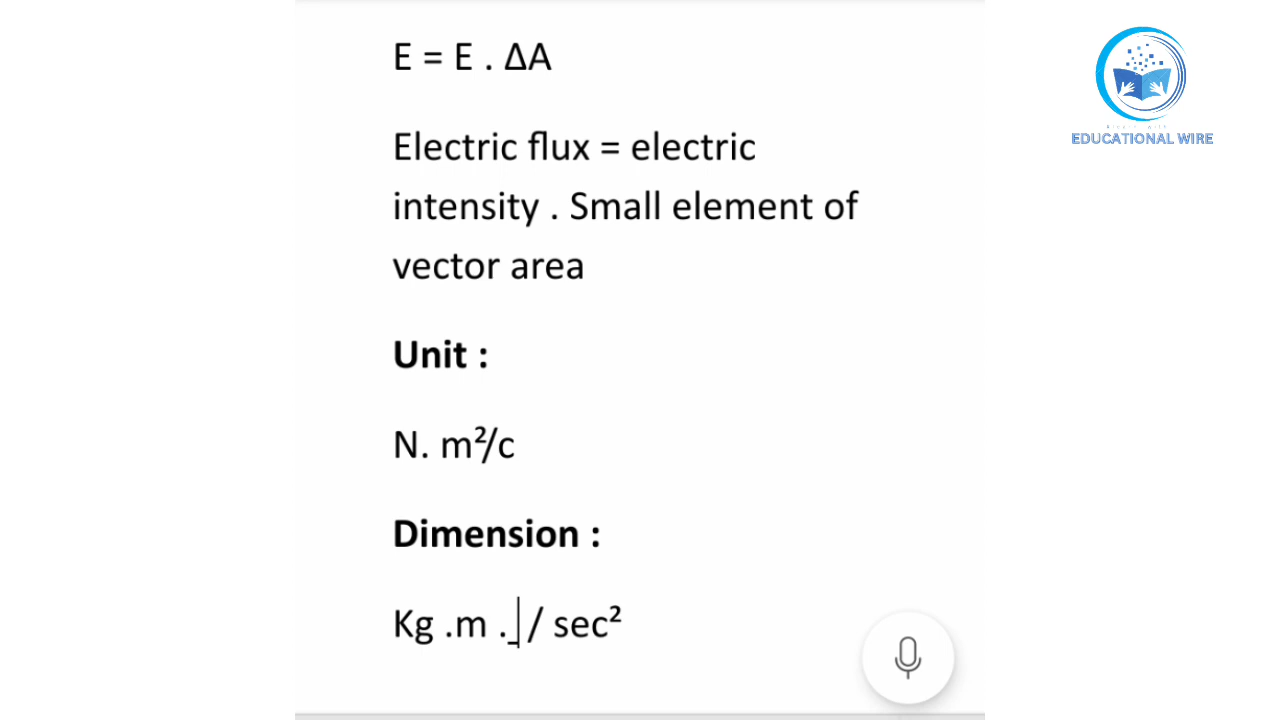 E = E . ΔA
EDUCATIONAL WIRE
Electric flux = electric
intensity . Small element of
vector area
Unit :
N. m²/c
Dimension :
Kg .m . / sec²